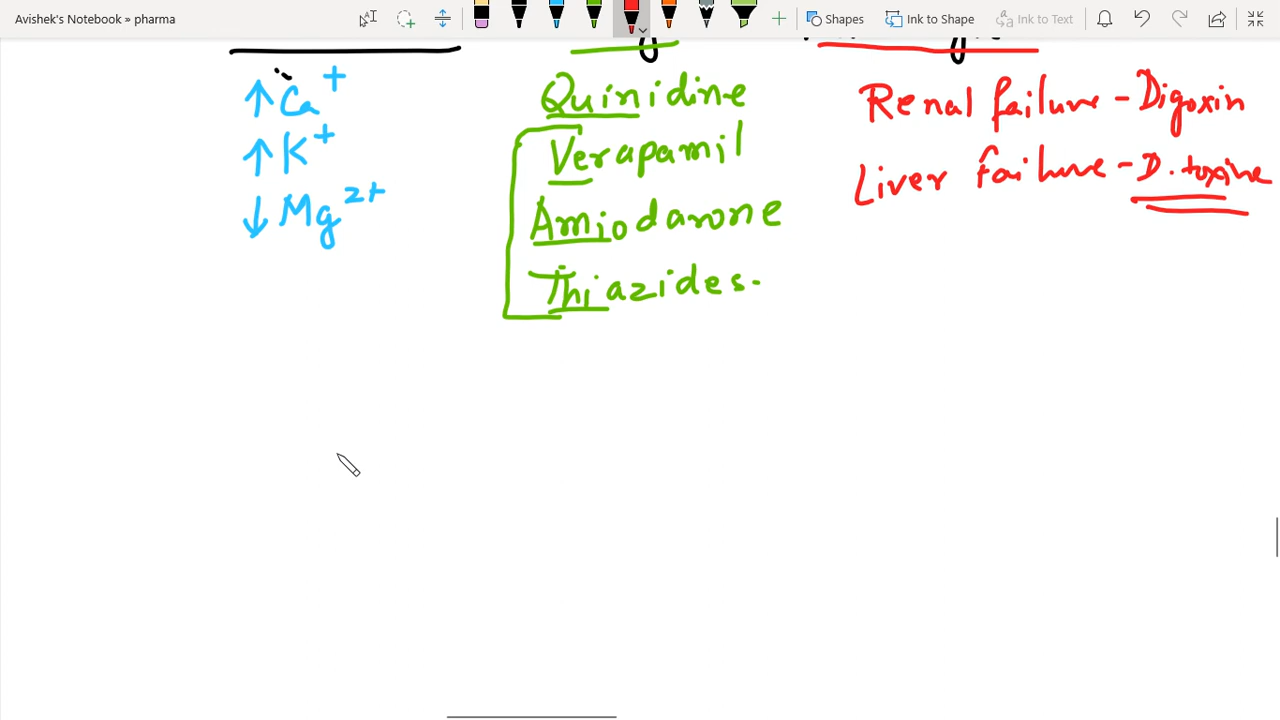 Avishek's Notebook » pharma
Shapes
Ink to Shape
Ink to Text
↑ Ca+
↑ K+
↓ Mg2+
Quinidine
Verapamil
Amiodarone
Thiazides.
Renal failure - Digoxin
Liver failure - D.toxine